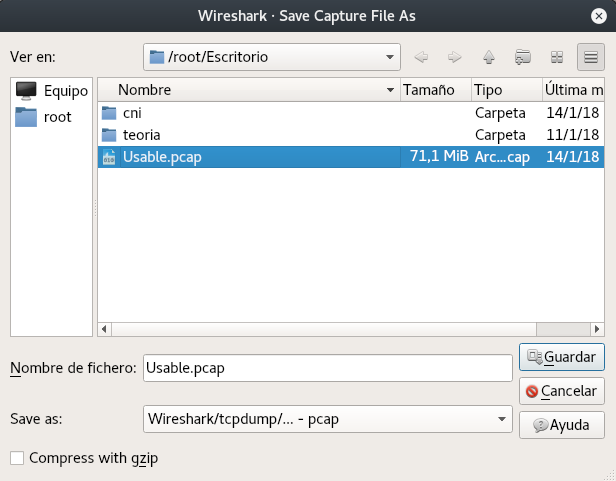 Wireshark · Save Capture File As
Ver en: /root/Escritorio
Equipo
root
Nombre Tamaño Tipo Última m
cni Carpeta 14/1/18
teoria Carpeta 11/1/18
Usable.pcap 71,1 MiB Arc...cap 14/1/18
Nombre de fichero: Usable.pcap
Guardar
Cancelar
Save as: Wireshark/tcpdump/... - pcap
Ayuda
Compress with gzip